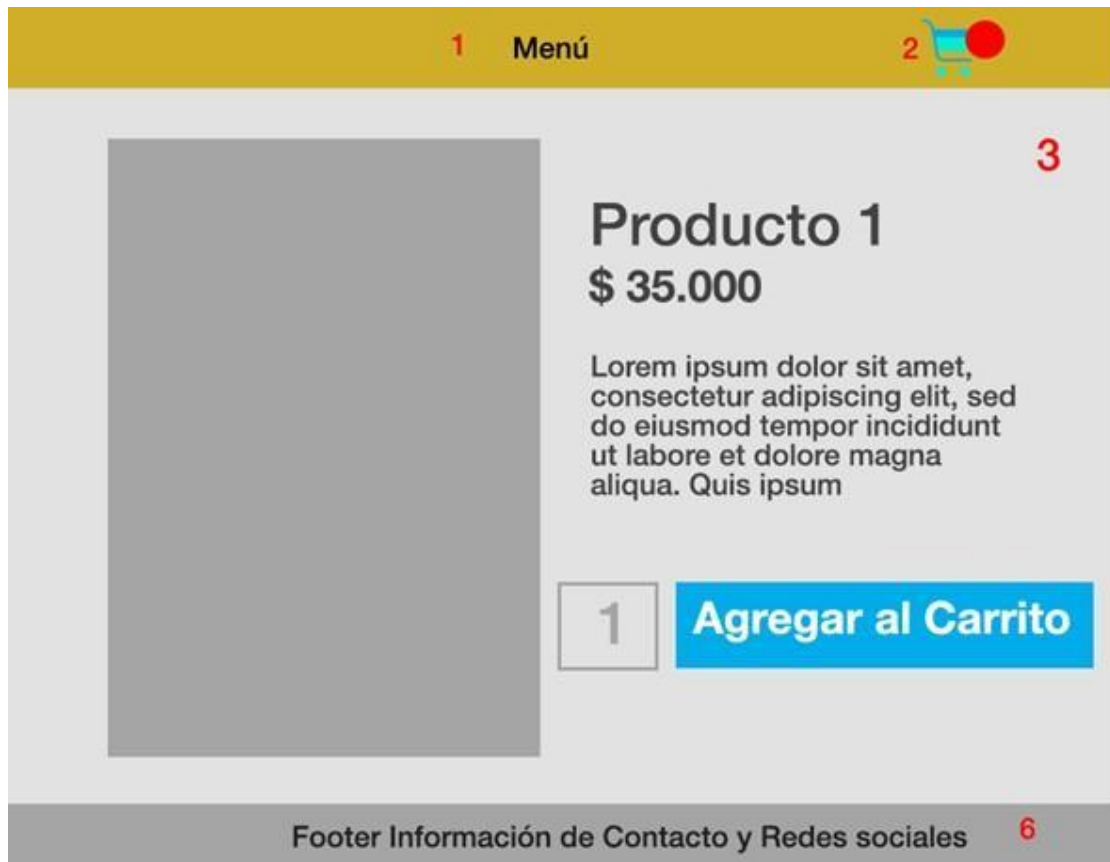 1 Menú 2
3
Producto 1
$ 35.000
Lorem ipsum dolor sit amet,
consectetur adipiscing elit, sed
do eiusmod tempor incididunt
ut labore et dolore magna
aliqua. Quis ipsum
1 Agregar al Carrito
Footer Información de Contacto y Redes sociales 6